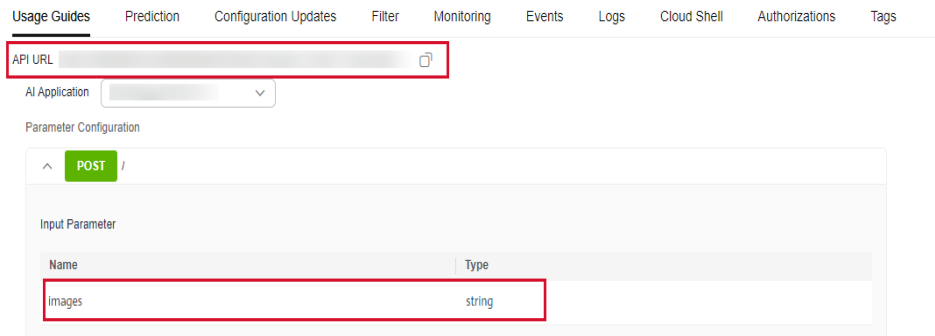 Usage Guides Prediction Configuration Updates Filter Monitoring Events Logs Cloud Shell Authorizations Tags
API URL
AI Application
Parameter Configuration
POST /
Input Parameter
Name Type
images string